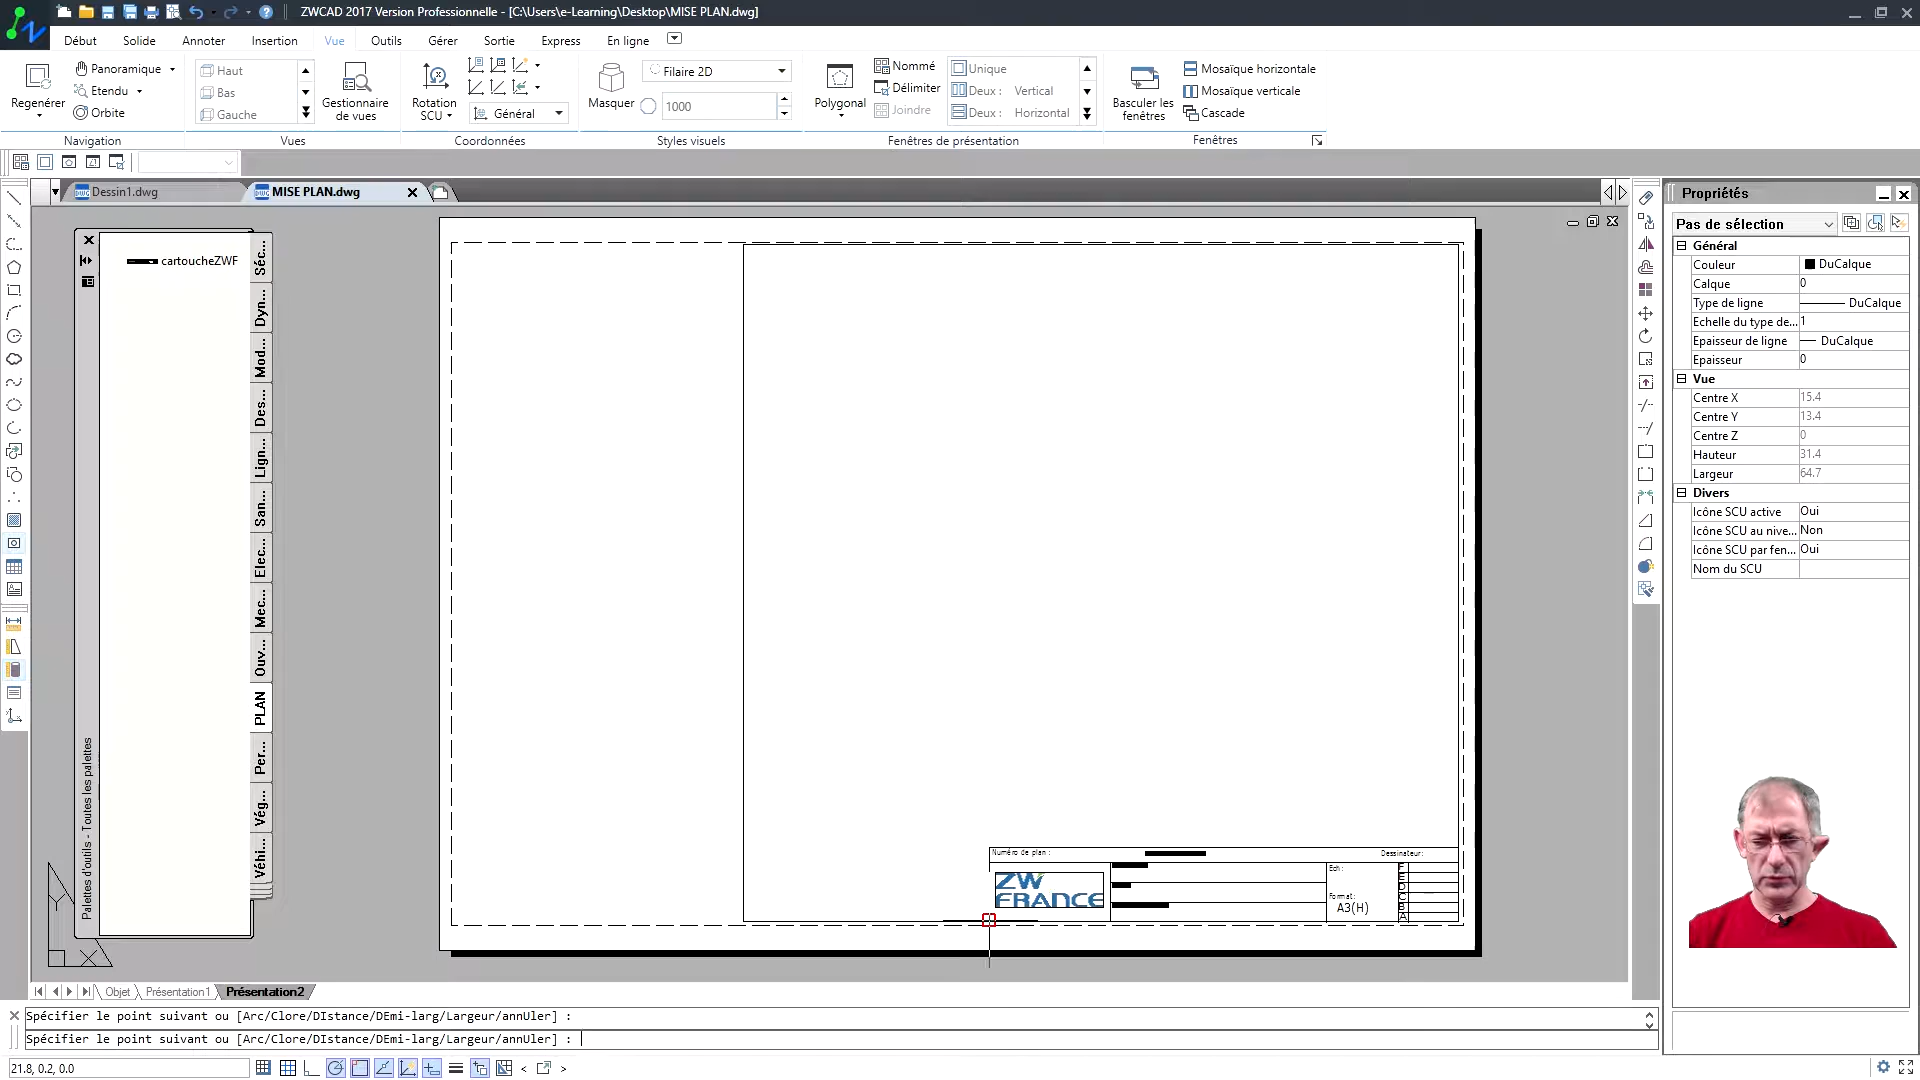 ZWCAD 2017 Version Professionnelle - [C:\Users\e-Learning\Desktop\MISE PLAN.dwg]
Début Solide Annoter Insertion Vue Outils Gérer Sortie Express En ligne
Regénérer
Panoramique
Etendu
Orbite
Navigation
Haut
Bas
Gauche
Gestionnaire de vues
Vues
Rotation SCU
Général
Coordonnées
Masquer
Filaire 2D
1000
Styles visuels
Polygonal
Nommé
Délimiter
Joindre
Unique
Deux : Vertical
Deux : Horizontal
Fenêtres de présentation
Basculer les fenêtres
Mosaïque horizontale
Mosaïque verticale
Cascade
Fenêtres
Dessin1.dwg
MISE PLAN.dwg
cartoucheZWF
Séc...
Dyn...
Mod...
Des...
Lign...
San...
Elec...
Mec...
Ouv...
PLAN
Per...
Vég...
Véhi...
Palettes d'outils - Toutes les palettes
Numéro de plan :
Dessinateur:
ZW
FRANCE
Ech :
Format:
A3(H)
F
E
D
C
B
A
Y
X
Propriétés
Pas de sélection
Général
Couleur DuCalque
Calque 0
Type de ligne DuCalque
Echelle du type de... 1
Epaisseur de ligne DuCalque
Epaisseur 0
Vue
Centre X 15.4
Centre Y 13.4
Centre Z 0
Hauteur 31.4
Largeur 64.7
Divers
Icône SCU active Oui
Icône SCU au nive... Non
Icône SCU par fen... Oui
Nom du SCU
Objet Présentation1 Présentation2
Spécifier le point suivant ou [Arc/Clore/DIstance/DEmi-larg/Largeur/annUler] :
Spécifier le point suivant ou [Arc/Clore/DIstance/DEmi-larg/Largeur/annUler] :
21.8, 0.2, 0.0